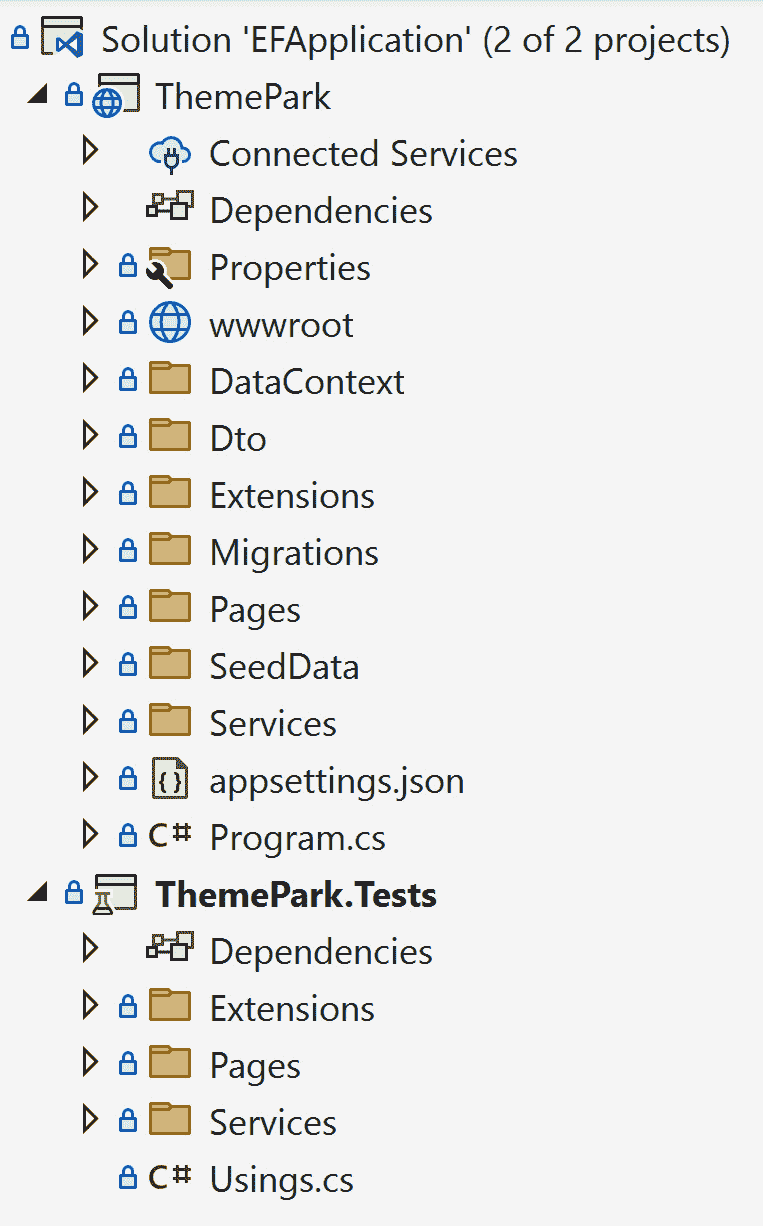 Solution 'EFApplication' (2 of 2 projects)
ThemePark
Connected Services
Dependencies
Properties
wwwroot
DataContext
Dto
Extensions
Migrations
Pages
SeedData
Services
appsettings.json
C# Program.cs
ThemePark.Tests
Dependencies
Extensions
Pages
Services
C# Usings.cs